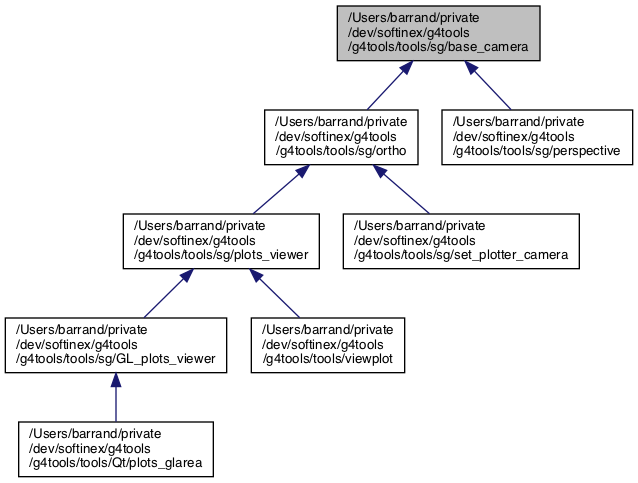 /Users/barrand/private
/dev/softinex/g4tools
/g4tools/tools/sg/base_camera
/Users/barrand/private
/dev/softinex/g4tools
/g4tools/tools/sg/ortho
/Users/barrand/private
/dev/softinex/g4tools
/g4tools/tools/sg/perspective
/Users/barrand/private
/dev/softinex/g4tools
/g4tools/tools/sg/plots_viewer
/Users/barrand/private
/dev/softinex/g4tools
/g4tools/tools/sg/set_plotter_camera
/Users/barrand/private
/dev/softinex/g4tools
/g4tools/tools/sg/GL_plots_viewer
/Users/barrand/private
/dev/softinex/g4tools
/g4tools/tools/viewplot
/Users/barrand/private
/dev/softinex/g4tools
/g4tools/tools/Qt/plots_glarea